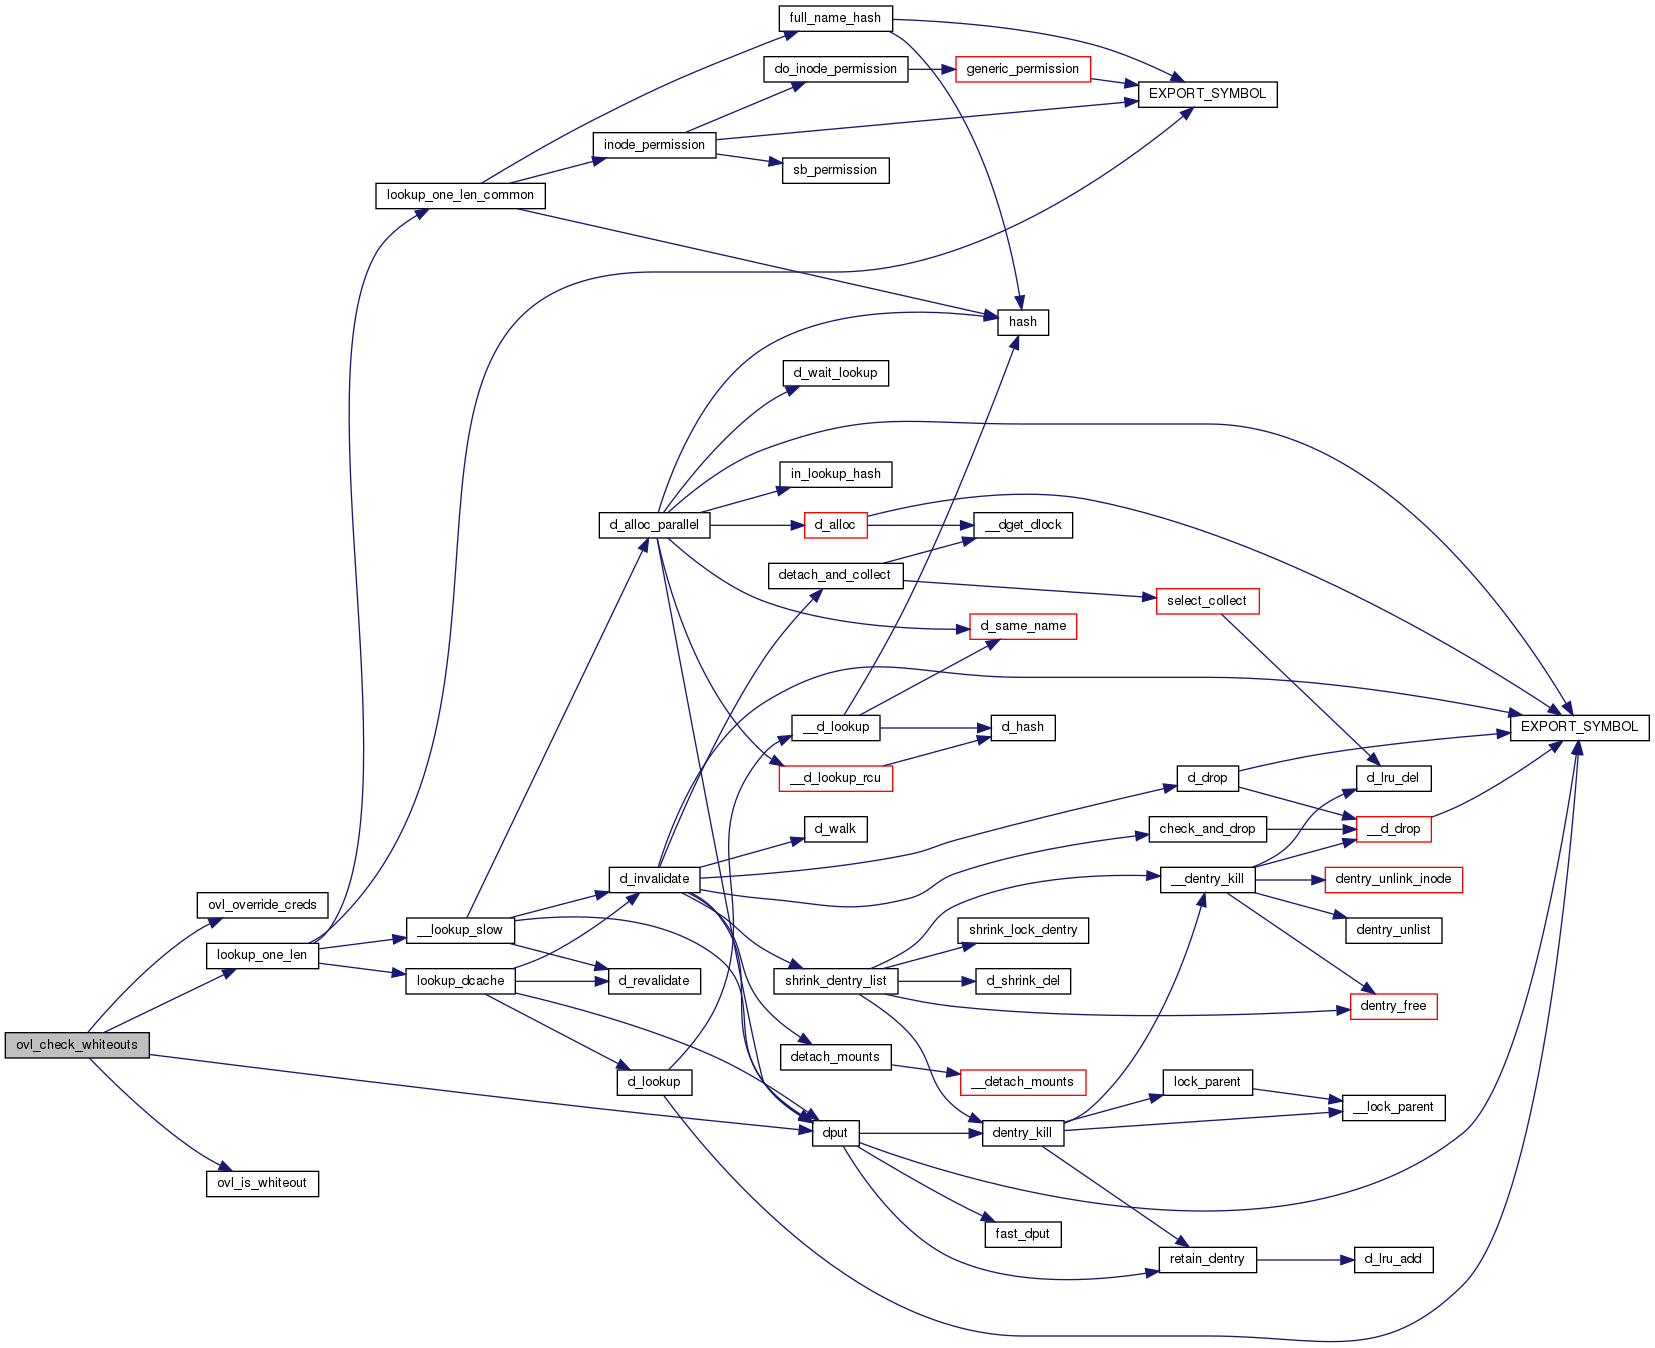 full_name_hash
do_inode_permission
generic_permission
EXPORT_SYMBOL
inode_permission
sb_permission
lookup_one_len_common
hash
d_wait_lookup
in_lookup_hash
d_alloc_parallel
d_alloc
__dget_dlock
detach_and_collect
select_collect
d_same_name
__d_lookup
d_hash
EXPORT_SYMBOL
__d_lookup_rcu
d_drop
d_lru_del
d_walk
check_and_drop
__d_drop
d_invalidate
__dentry_kill
dentry_unlink_inode
ovl_override_creds
__lookup_slow
shrink_lock_dentry
dentry_unlist
lookup_one_len
lookup_dcache
d_revalidate
shrink_dentry_list
d_shrink_del
dentry_free
ovl_check_whiteouts
detach_mounts
d_lookup
__detach_mounts
lock_parent
__lock_parent
dput
dentry_kill
ovl_is_whiteout
fast_dput
retain_dentry
d_lru_add